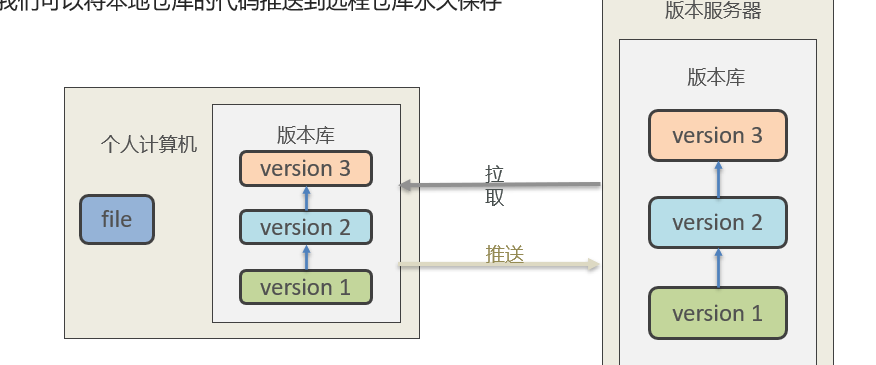 我们可以将本地仓库的代码推送到远程仓库永久保存
版本服务器
版本库
version 3
version 2
version 1
个人计算机
file
版本库
version 3
version 2
version 1
拉
取
推送